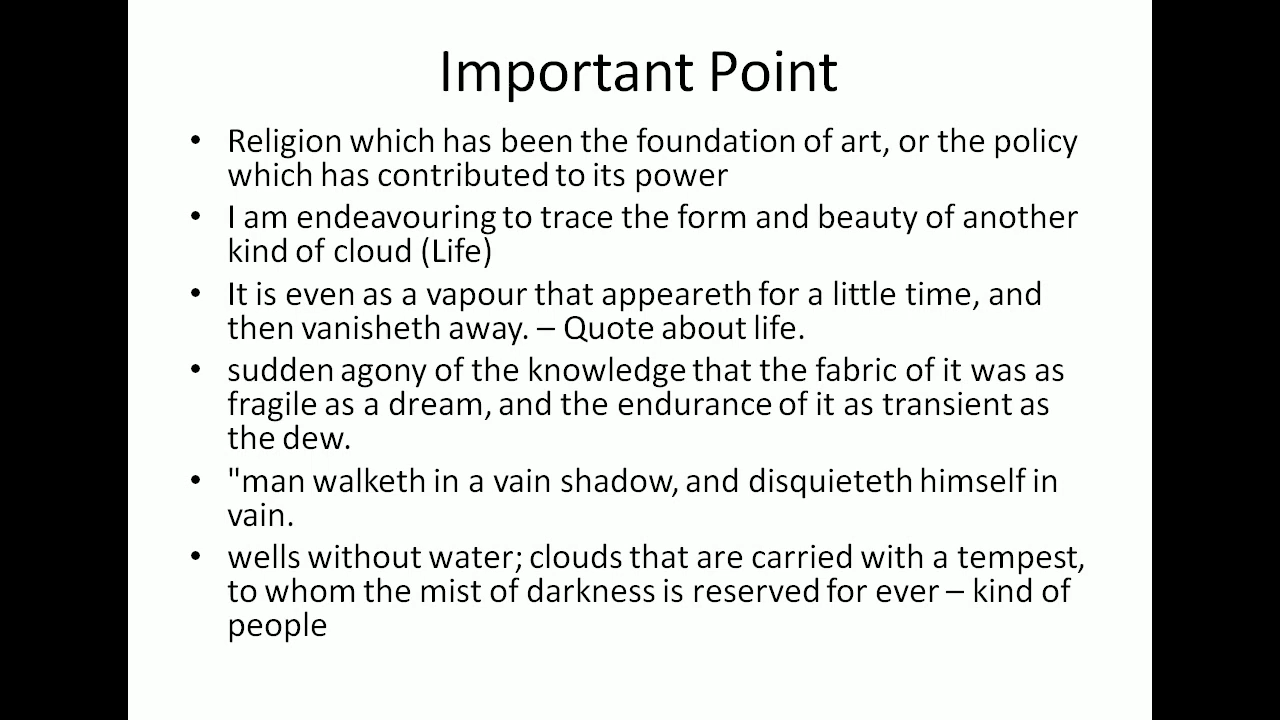 Important Point
• Religion which has been the foundation of art, or the policy
which has contributed to its power
• I am endeavouring to trace the form and beauty of another
kind of cloud (Life)
• It is even as a vapour that appeareth for a little time, and
then vanisheth away. – Quote about life.
• sudden agony of the knowledge that the fabric of it was as
fragile as a dream, and the endurance of it as transient as
the dew.
• "man walketh in a vain shadow, and disquieteth himself in
vain.
• wells without water; clouds that are carried with a tempest,
to whom the mist of darkness is reserved for ever – kind of
people